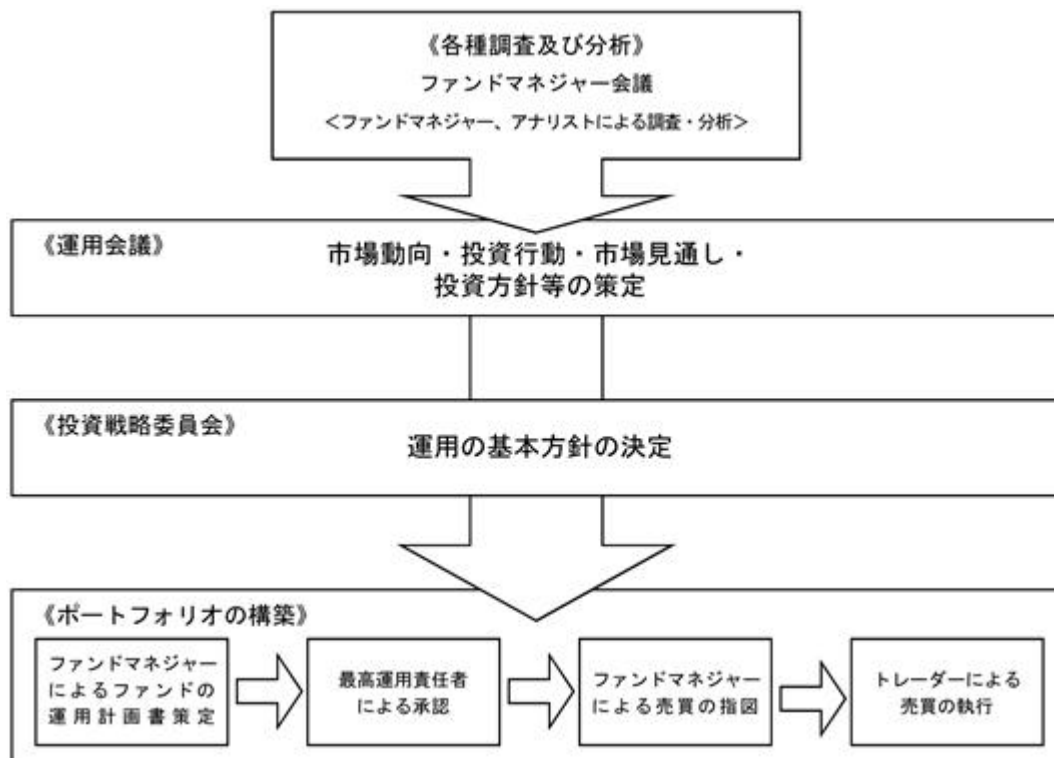 《各種調査及び分析》
ファンドマネジャー会議
<ファンドマネジャー、アナリストによる調査・分析>
《運用会議》
市場動向・投資行動・市場見通し・
投資方針等の策定
《投資戦略委員会》
運用の基本方針の決定
《ポートフォリオの構築》
ファンドマネジャー
によるファンドの
運用計画書策定
最高運用責任者
による承認
ファンドマネジャー
による売買の指図
トレーダーによる
売買の執行